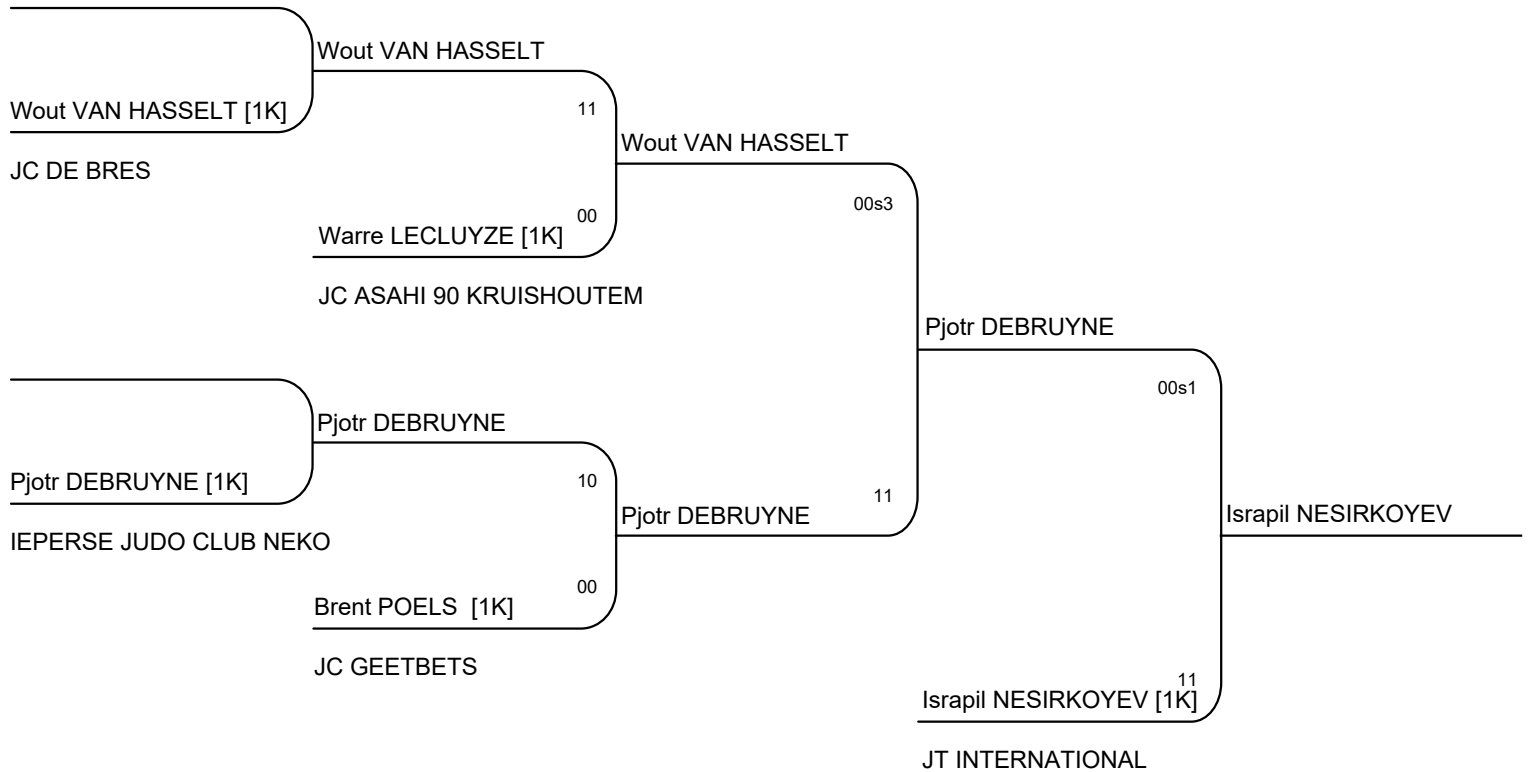 Wout VAN HASSELT
Wout VAN HASSELT [1K]
11
Wout VAN HASSELT
JC DE BRES
00s3
00
Warre LECLUYZE [1K]
JC ASAHI 90 KRUISHOUTEM
Pjotr DEBRUYNE
00s1
Pjotr DEBRUYNE
Pjotr DEBRUYNE [1K]
10
11
Pjotr DEBRUYNE
Israpil NESIRKOYEV
IEPERSE JUDO CLUB NEKO
00
Brent POELS [1K]
JC GEETBETS
11
Israpil NESIRKOYEV [1K]
JT INTERNATIONAL